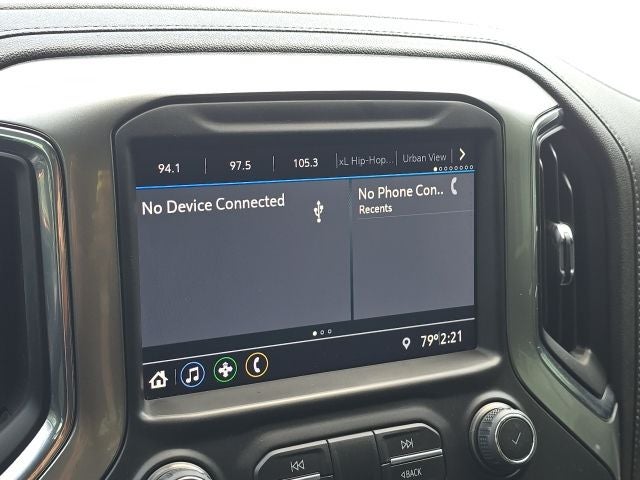 94.1 97.5 105.3 xL Hip-Hop... Urban View
No Device Connected
No Phone Con..
Recents
79° 2:21
BACK